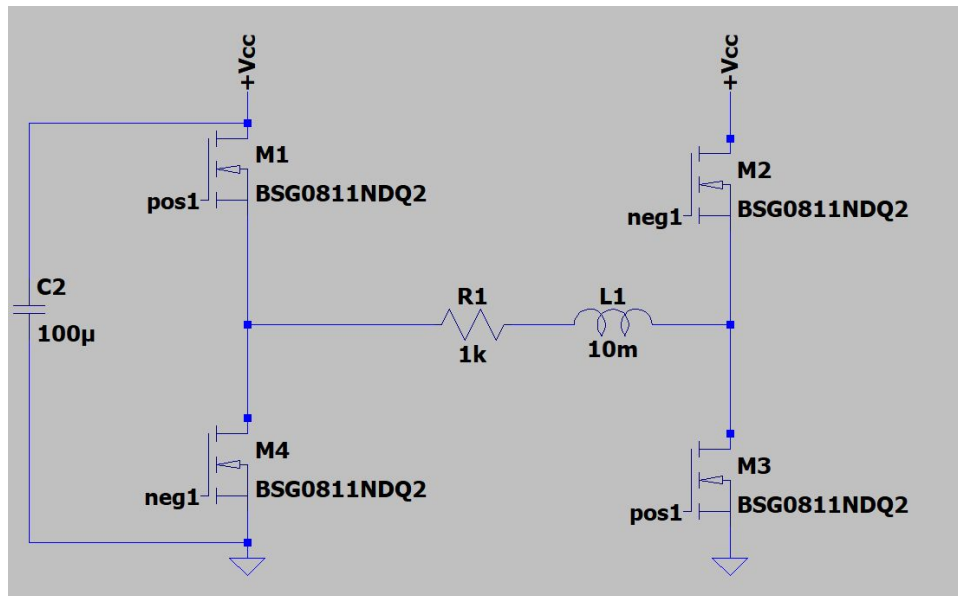 +Vcc
+Vcc
M1
BSG0811NDQ2
pos1
M2
BSG0811NDQ2
neg1
C2
100µ
R1
1k
L1
10m
M4
BSG0811NDQ2
neg1
M3
BSG0811NDQ2
pos1